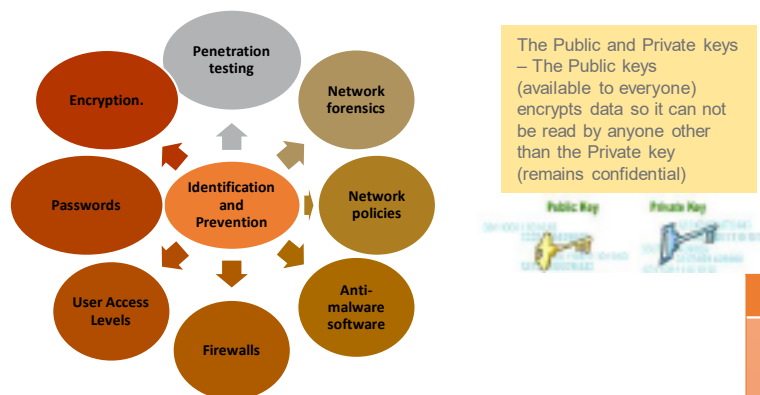 Penetration
testing
Network
forensics
Network
policies
Anti-
malware
software
Firewalls
User Access
Levels
Passwords
Encryption.
Identification
and
Prevention
The Public and Private keys
– The Public keys
(available to everyone)
encrypts data so it can not
be read by anyone other
than the Private key
(remains confidential)
Public Key
Private Key